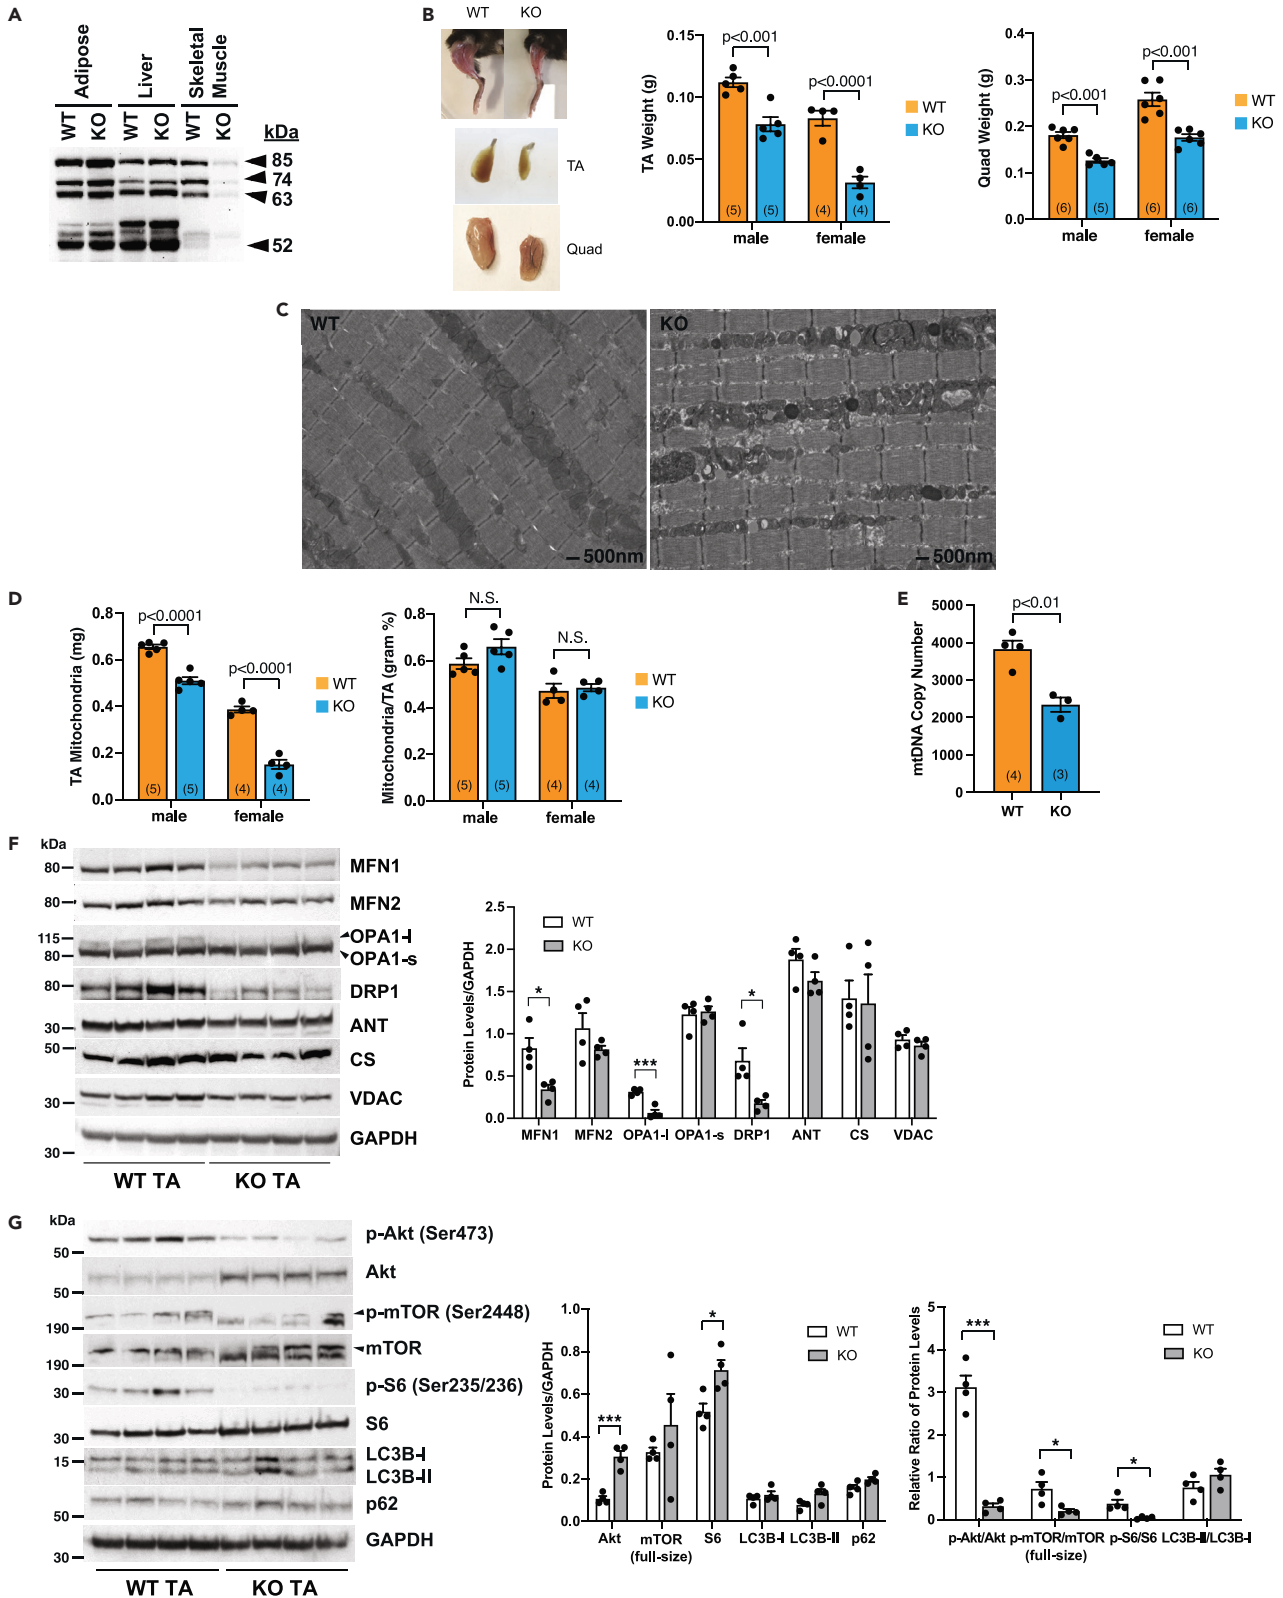 A
Adipose
Liver
Skeletal
Muscle
WT
KO
WT
KO
WT
KO
kDa
85
74
63
52
B
WT
KO
TA
Quad
TA Weight (g)
0.15
0.10
0.05
0.00
p<0.001
p<0.0001
(5)
(5)
(4)
(4)
male
female
WT
KO
Quad Weight (g)
0.4
0.3
0.2
0.1
0.0
p<0.001
p<0.001
(6)
(5)
(6)
(6)
male
female
WT
KO
C
WT
500nm
KO
500nm
D
TA Mitochondria (mg)
0.8
0.6
0.4
0.2
0.0
p<0.0001
p<0.0001
(5)
(5)
(4)
(4)
male
female
WT
KO
Mitochondria/TA (gram %)
0.8
0.6
0.4
0.2
0.0
N.S.
N.S.
(5)
(5)
(4)
(4)
male
female
WT
KO
E
mtDNA Copy Number
5000
4000
3000
2000
1000
0
p<0.01
(4)
(3)
WT
KO
F
kDa
80
MFN1
80
MFN2
115
OPA1-l
80
OPA1-s
80
DRP1
30
ANT
50
CS
30
VDAC
30
GAPDH
WT TA
KO TA
Protein Levels/GAPDH
2.5
2.0
1.5
1.0
0.5
0.0
WT
KO
*
***
*
MFN1
MFN2
OPA1-l
OPA1-s
DRP1
ANT
CS
VDAC
G
kDa
50
p-Akt (Ser473)
50
Akt
190
p-mTOR (Ser2448)
190
mTOR
30
p-S6 (Ser235/236)
30
S6
15
LC3B-I
LC3B-II
50
p62
30
GAPDH
WT TA
KO TA
Protein Levels/GAPDH
1.0
0.8
0.6
0.4
0.2
0.0
WT
KO
***
*
Akt
mTOR
(full-size)
S6
LC3B-I
LC3B-II
p62
Relative Ratio of Protein Levels
5
4
3
2
1
0
WT
KO
***
*
*
p-Akt/Akt
p-mTOR/mTOR
(full-size)
p-S6/S6
LC3B-II/LC3B-I